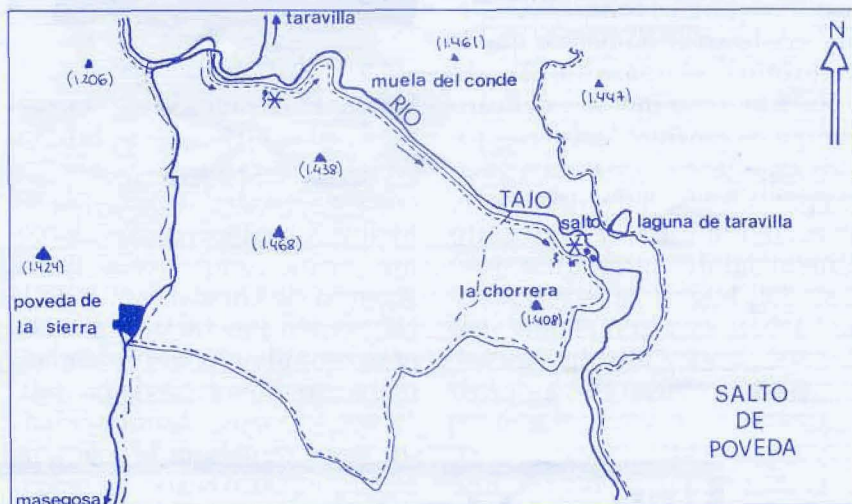 taravilla
(1.461)
N
(1.206)
muela del conde
(1.447)
RIO
(1.438)
TAJO
salto
laguna de taravilla
(1.468)
(1.424)
la chorrera
poveda de
la sierra
(1.408)
SALTO
DE
POVEDA
masegosa